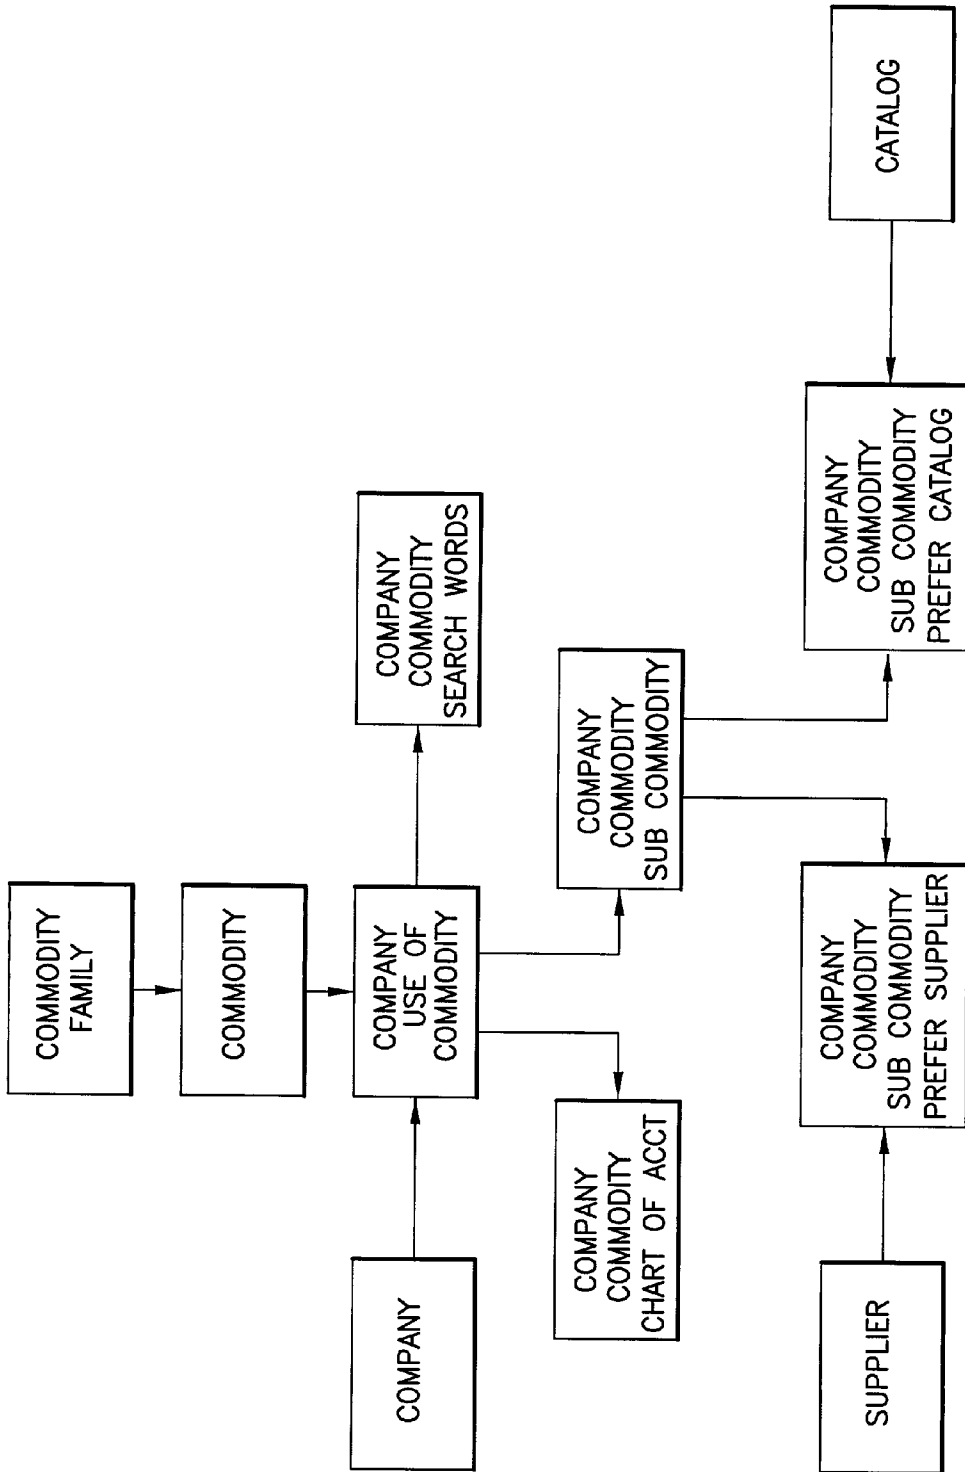 COMMODITY
FAMILY
COMMODITY
COMPANY
COMPANY
USE OF
COMMODITY
COMPANY
COMMODITY
SEARCH WORDS
COMPANY
COMMODITY
CHART OF ACCT
COMPANY
COMMODITY
SUB COMMODITY
SUPPLIER
COMPANY
COMMODITY
SUB COMMODITY
PREFER SUPPLIER
COMPANY
COMMODITY
SUB COMMODITY
PREFER CATALOG
CATALOG